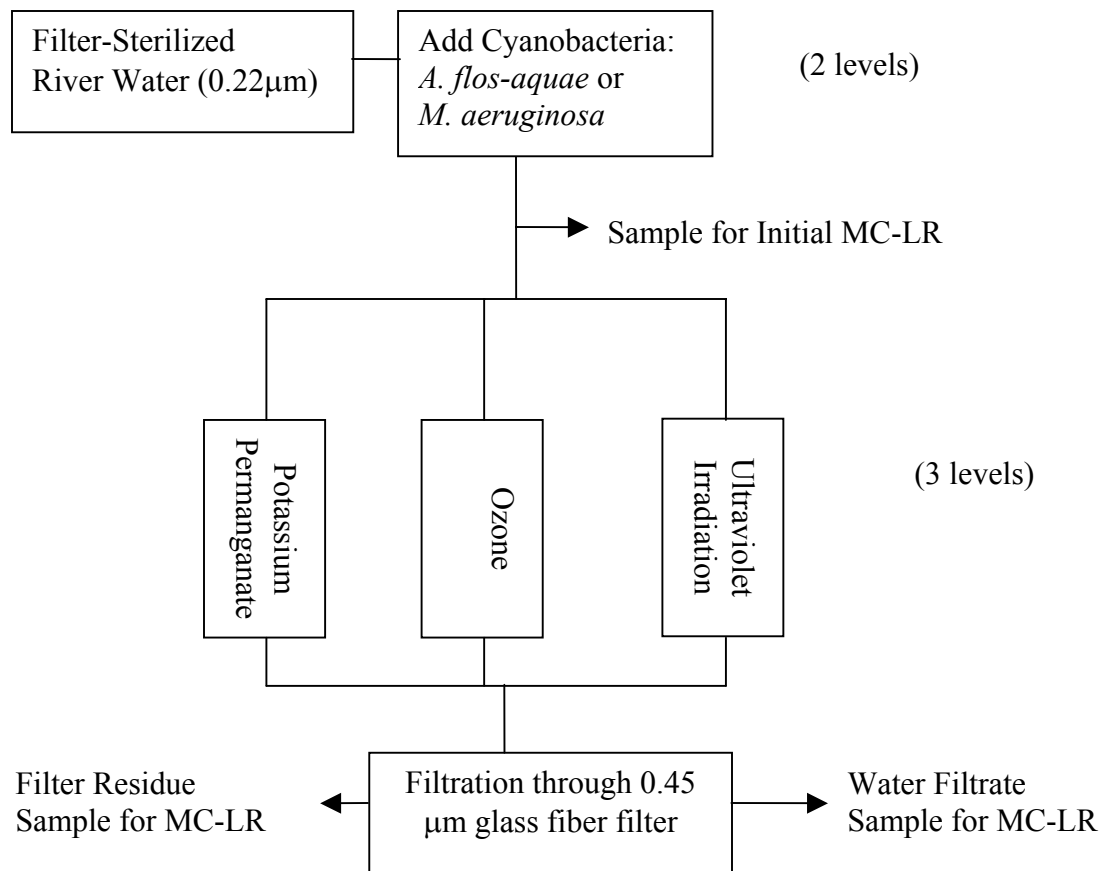 Filter-Sterilized
River Water (0.22μm)
Add Cyanobacteria:
A. flos-aquae or
M. aeruginosa
(2 levels)
Sample for Initial MC-LR
Potassium
Permanganate
Ozone
Ultraviolet
Irradiation
(3 levels)
Filter Residue
Sample for MC-LR
Filtration through 0.45
μm glass fiber filter
Water Filtrate
Sample for MC-LR